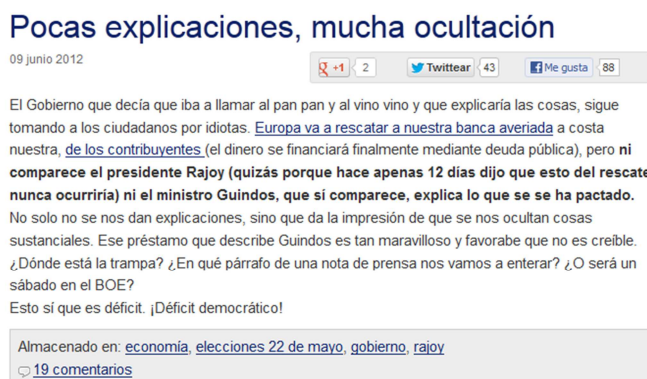 Pocas explicaciones, mucha ocultación
09 junio 2012
+1 2 Twittear 43 Me gusta 88
El Gobierno que decía que iba a llamar al pan pan y al vino vino y que explicaría las cosas, sigue
tomando a los ciudadanos por idiotas. Europa va a rescatar a nuestra banca averiada a costa
nuestra, de los contribuyentes (el dinero se financiará finalmente mediante deuda pública), pero ni
comparece el presidente Rajoy (quizás porque hace apenas 12 días dijo que esto del rescate
nunca ocurriría) ni el ministro Guindos, que sí comparece, explica lo que se se ha pactado.
No solo no se nos dan explicaciones, sino que da la impresión de que se nos ocultan cosas
sustanciales. Ese préstamo que describe Guindos es tan maravilloso y favorabe que no es creíble.
¿Dónde está la trampa? ¿En qué párrafo de una nota de prensa nos vamos a enterar? ¿O será un
sábado en el BOE?
Esto sí que es déficit. ¡Déficit democrático!
Almacenado en: economía, elecciones 22 de mayo, gobierno, rajoy
19 comentarios